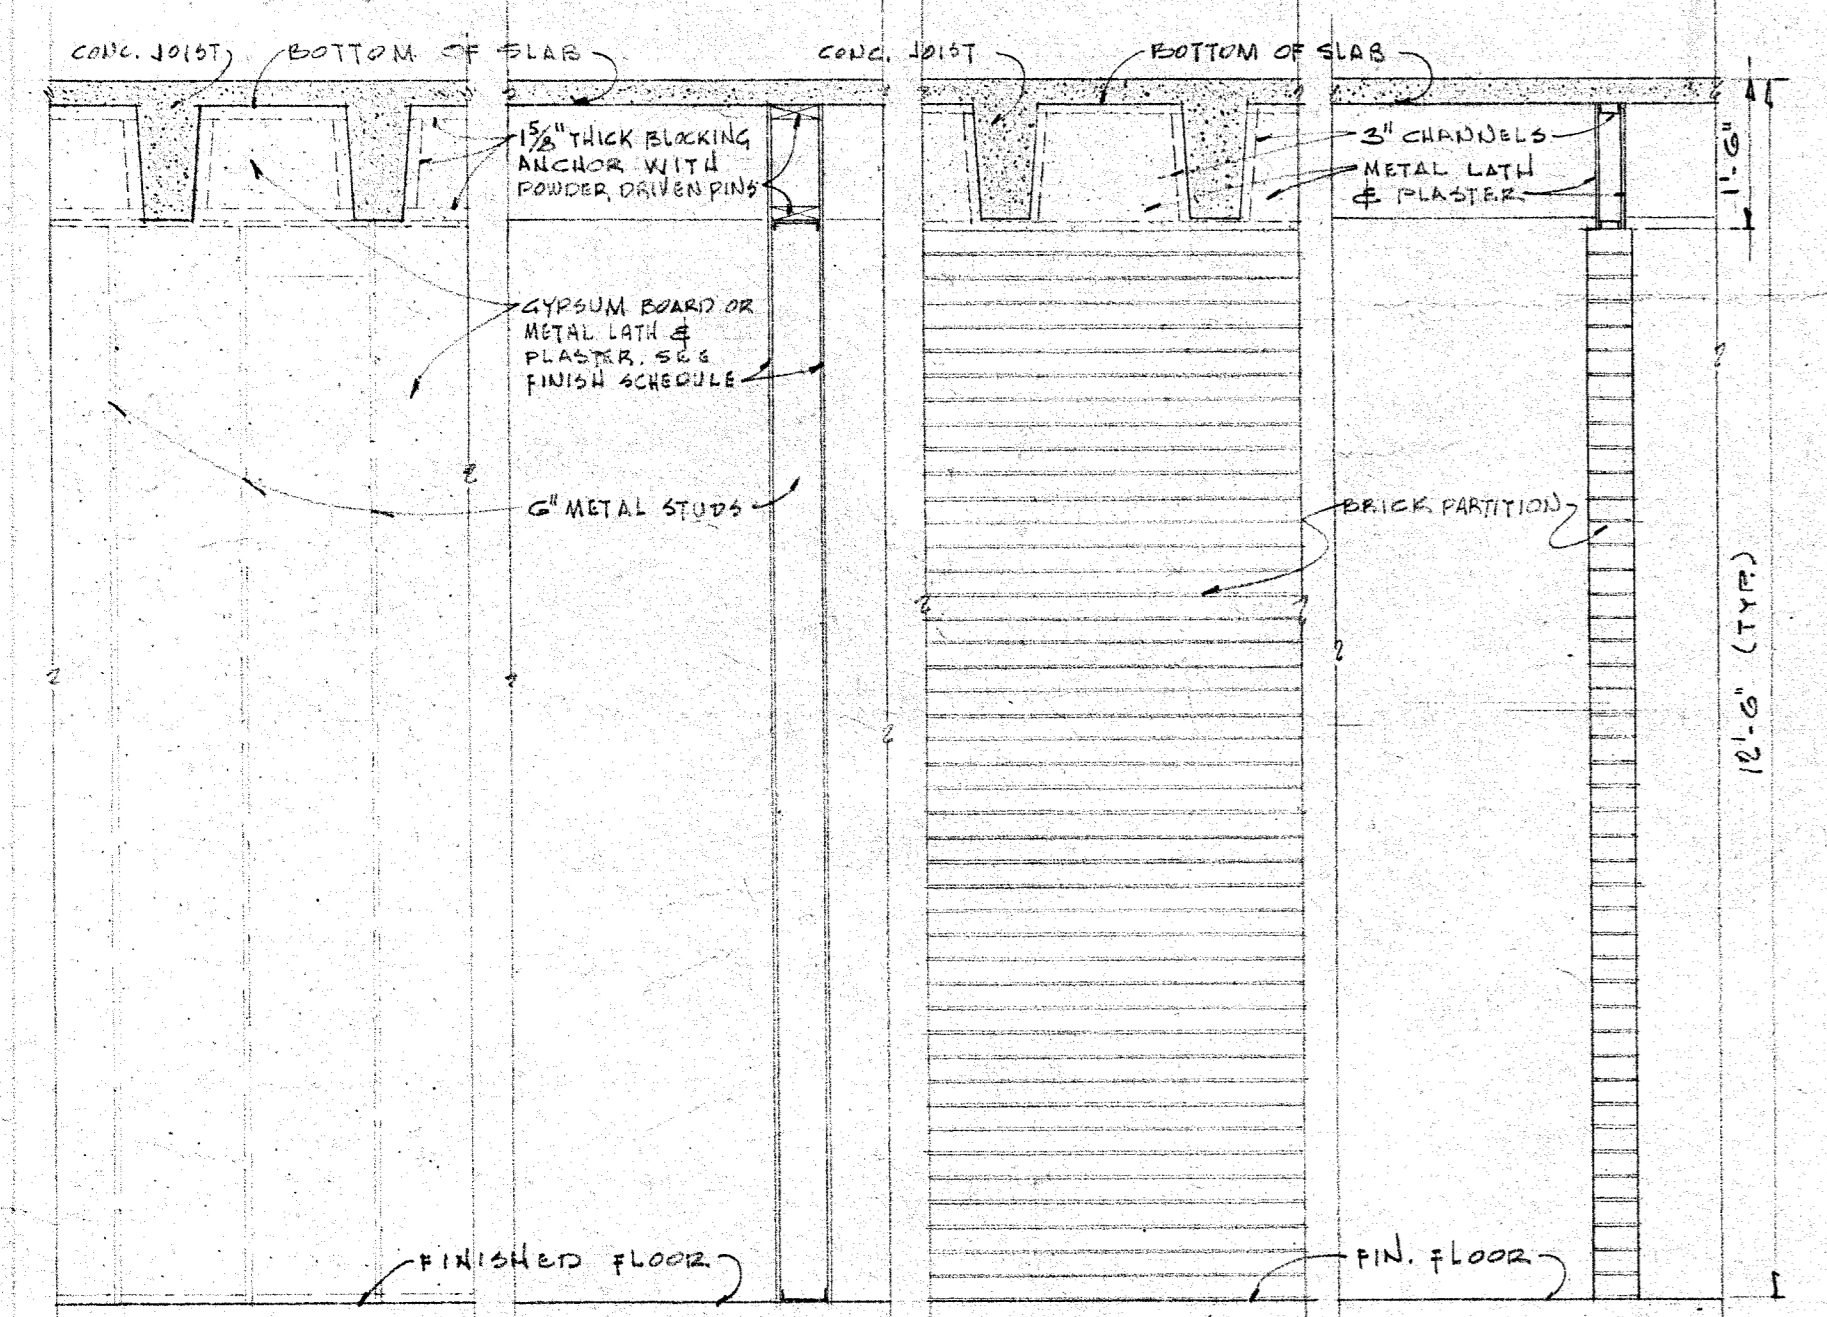 CONC. JOIST
BOTTOM OF SLAB
CONC. JOIST
BOTTOM OF SLAB
1 5/8" THICK BLOCKING
ANCHOR WITH
POWDER DRIVEN PINS
3" CHANNELS
METAL LATH
& PLASTER
1'-6"
GYPSUM BOARD OR
METAL LATH &
PLASTER. SEE
FINISH SCHEDULE
6" METAL STUDS
BRICK PARTITION
12'-6" (TYP.)
FINISHED FLOOR
FIN. FLOOR